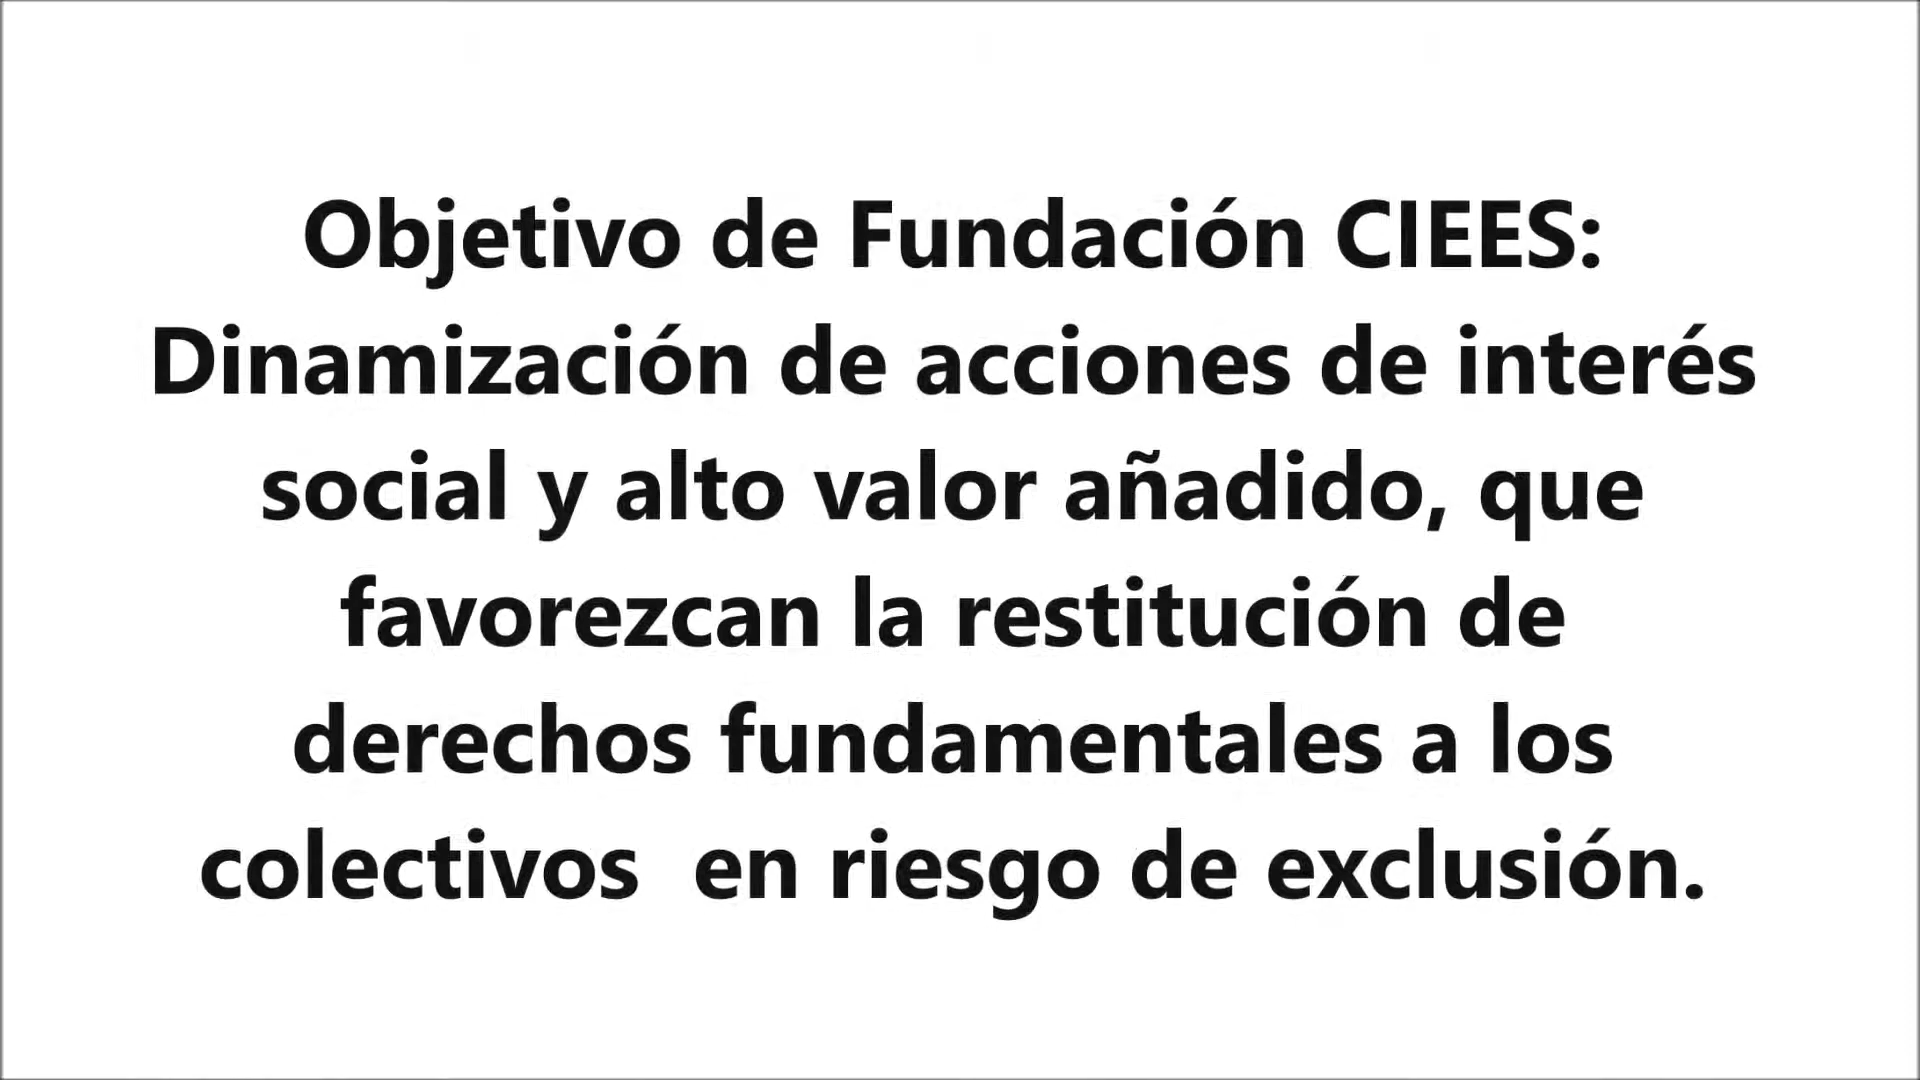 Objetivo de Fundación CIEES:
Dinamización de acciones de interés
social y alto valor añadido, que
favorezcan la restitución de
derechos fundamentales a los
colectivos  en riesgo de exclusión.